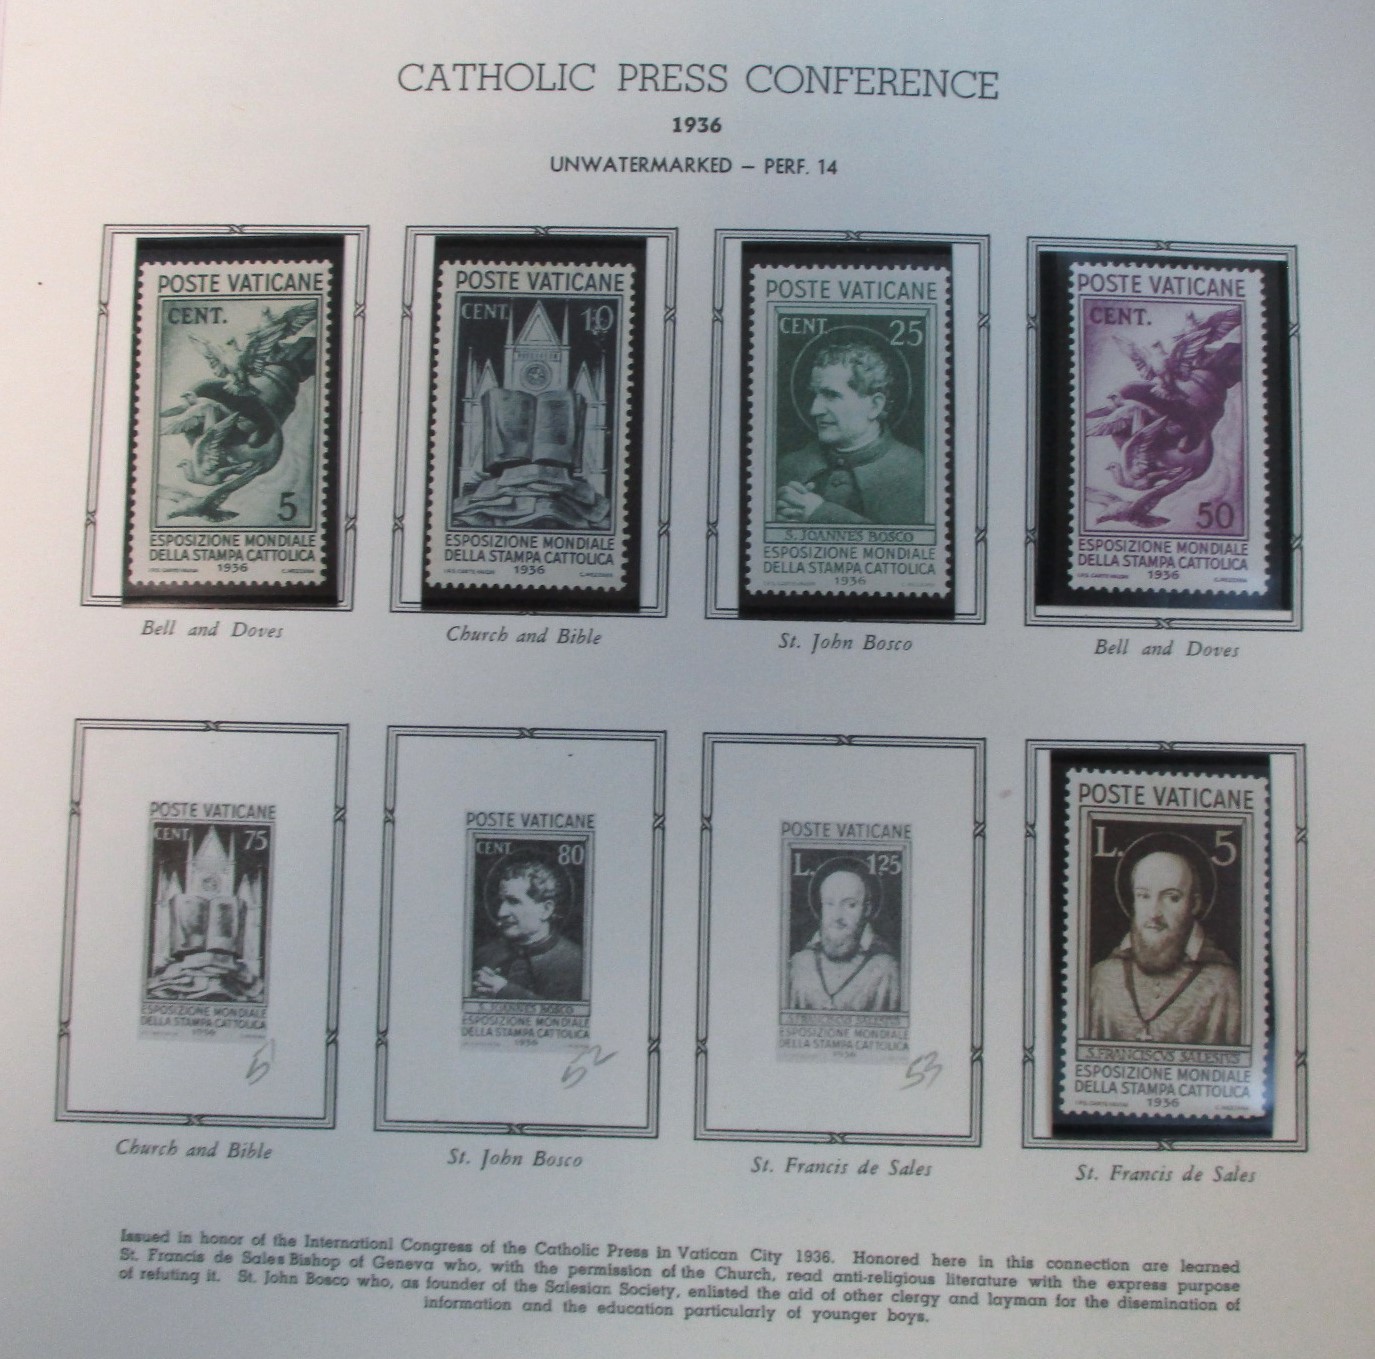 CATHOLIC PRESS CONFERENCE
1936
UNWATERMARKED — PERF. 14
POSTE VATICANE
CENT.
5
ESPOSIZIONE MONDIALE
DELLA STAMPA CATTOLICA
1936
Bell and Doves
POSTE VATICANE
CENT. 10
ESPOSIZIONE MONDIALE
DELLA STAMPA CATTOLICA
1936
Church and Bible
POSTE VATICANE
CENT. 25
S. JOANNES BOSCO
ESPOSIZIONE MONDIALE
DELLA STAMPA CATTOLICA
1936
St. John Bosco
POSTE VATICANE
CENT.
50
ESPOSIZIONE MONDIALE
DELLA STAMPA CATTOLICA
1936
Bell and Doves
POSTE VATICANE
CENT 75
ESPOSIZIONE MONDIALE
DELLA STAMPA CATTOLICA
1936
51
Church and Bible
POSTE VATICANE
CENT. 80
S. JOANNES BOSCO
ESPOSIZIONE MONDIALE
DELLA STAMPA CATTOLICA
1936
52
St. John Bosco
POSTE VATICANE
L. 1.25
S. FRANCISCVS SALESIVS
ESPOSIZIONE MONDIALE
DELLA STAMPA CATTOLICA
1936
53
St. Francis de Sales
POSTE VATICANE
L. 5
S. FRANCISCVS SALESIVS
ESPOSIZIONE MONDIALE
DELLA STAMPA CATTOLICA
1936
St. Francis de Sales
Issued in honor of the Internationl Congress of the Catholic Press in Vatican City 1936. Honored here in this connection are learned
St. Francis de Sales Bishop of Geneva who, with the permission of the Church, read anti-religious literature with the express purpose
of refuting it. St. John Bosco who, as founder of the Salesian Society, enlisted the aid of other clergy and layman for the disemination of
information and the education particularly of younger boys.